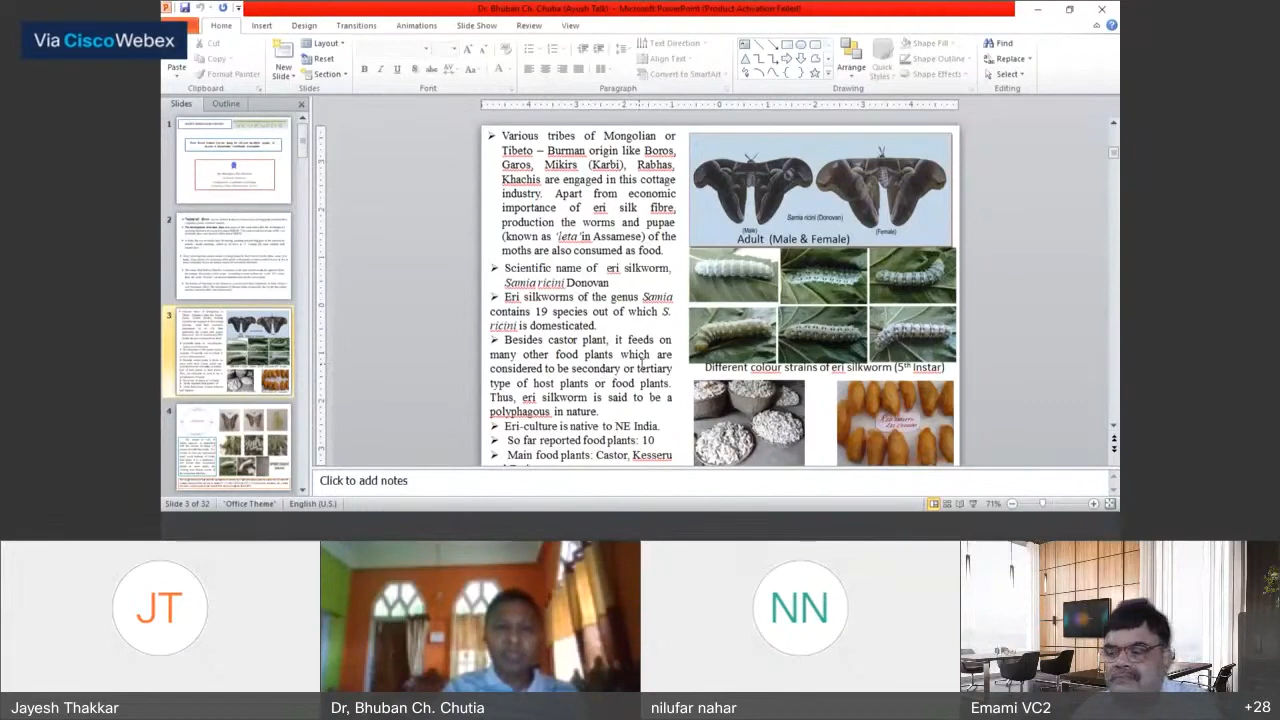 Via CiscoWebex
Dr. Bhuban Ch. Chutia (Ayush Talk) - Microsoft PowerPoint (Product Activation Failed)
Home Insert Design Transitions Animations Slide Show Review View
Paste
Cut
Copy
Format Painter
Clipboard
New
Slide
Layout
Reset
Section
Slides
Font
Text Direction
Align Text
Convert to SmartArt
Paragraph
Arrange
Quick
Styles
Shape Fill
Shape Outline
Shape Effects
Drawing
Find
Replace
Select
Editing
Slides Outline
1
2
3
4
Various tribes of Mongolian or
Tibeto – Burman origin like Boros,
Garos, Mikirs (Karbi), Rabhas,
Khachis are engaged in this cottage
industry. Apart from economic
importance of eri silk fibre,
production the worms and pupae
(known as 'leta 'in Assamese) of the
moths are also consumed as food.
Scientific name of eri silkworm:
Samia ricini Donovan
Eri silkworms of the genus Samia
contains 19 species out which S.
ricini is domesticated.
Besides castor plants it feeds on
many other food plants which are
considered to be secondary or tertiary
type of host plants or food plants.
Thus, eri silkworm is said to be a
polyphagous in nature.
Eri-culture is native to NE India.
So far reported food plants:
Main food plants: Castor, Kesseru
Samia ricini (Donovan)
(Male)
(Female)
Adult (Male & Female)
Different colour strains of eri silkworms (5th Instar)
Click to add notes
Slide 3 of 32
"Office Theme"
English (U.S.)
71%
JT
NN
Jayesh Thakkar
Dr, Bhuban Ch. Chutia
nilufar nahar
Emami VC2
+28